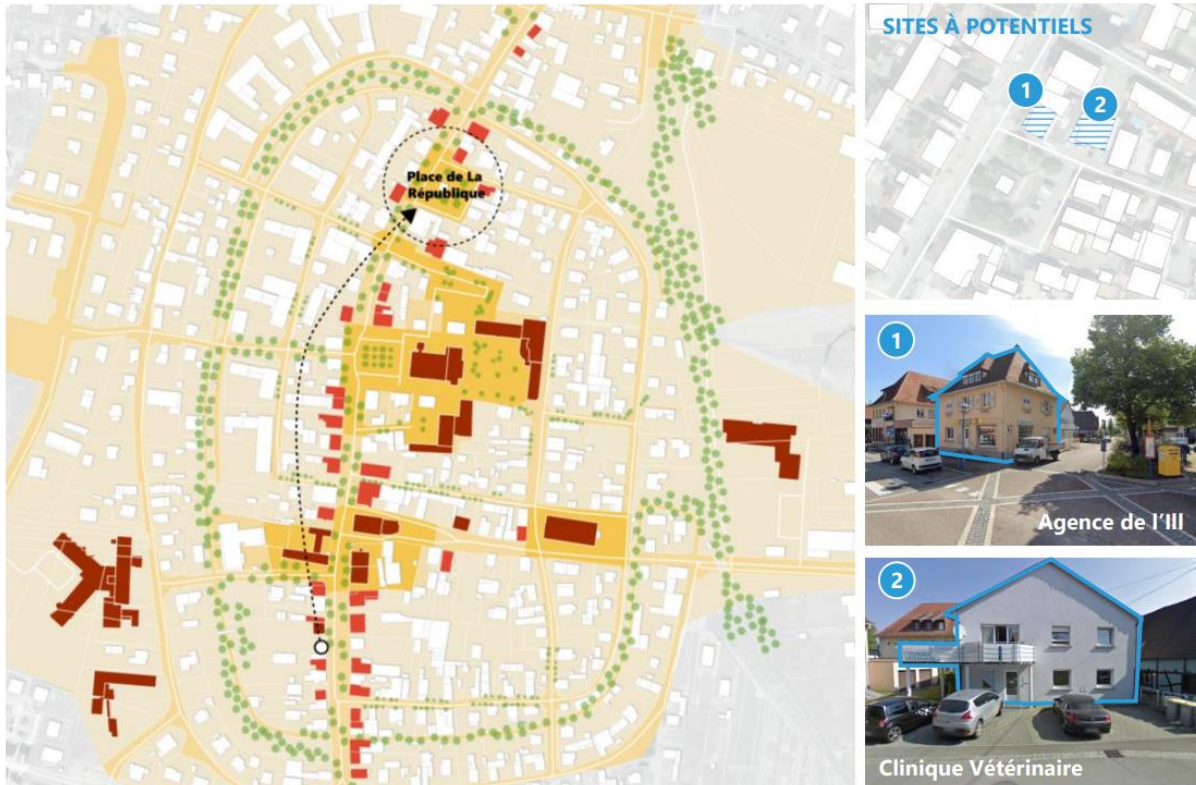 Place de La
République
SITES À POTENTIELS
1
2
1
Agence de l'Ill
2
Clinique Vétérinaire